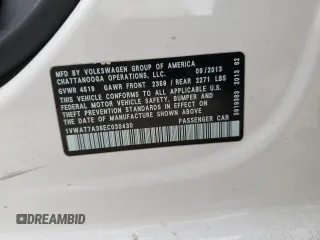 MFD. BY VOLKSWAGEN GROUP OF AMERICA
CHATTANOOGA OPERATIONS, LLC. 09/2013
GVWR 4519 GAWR FRONT 2359 / REAR 2271 LBS
THIS VEHICLE CONFORMS TO ALL APPLICABLE U.S.
FEDERAL MOTOR VEHICLE SAFETY, BUMPER AND
THEFT PREVENTION STANDARDS IN EFFECT ON THE
DATE OF MANUFACTURE SHOWN ABOVE.
1VWAT7A38EC030430
PASSENGER CAR